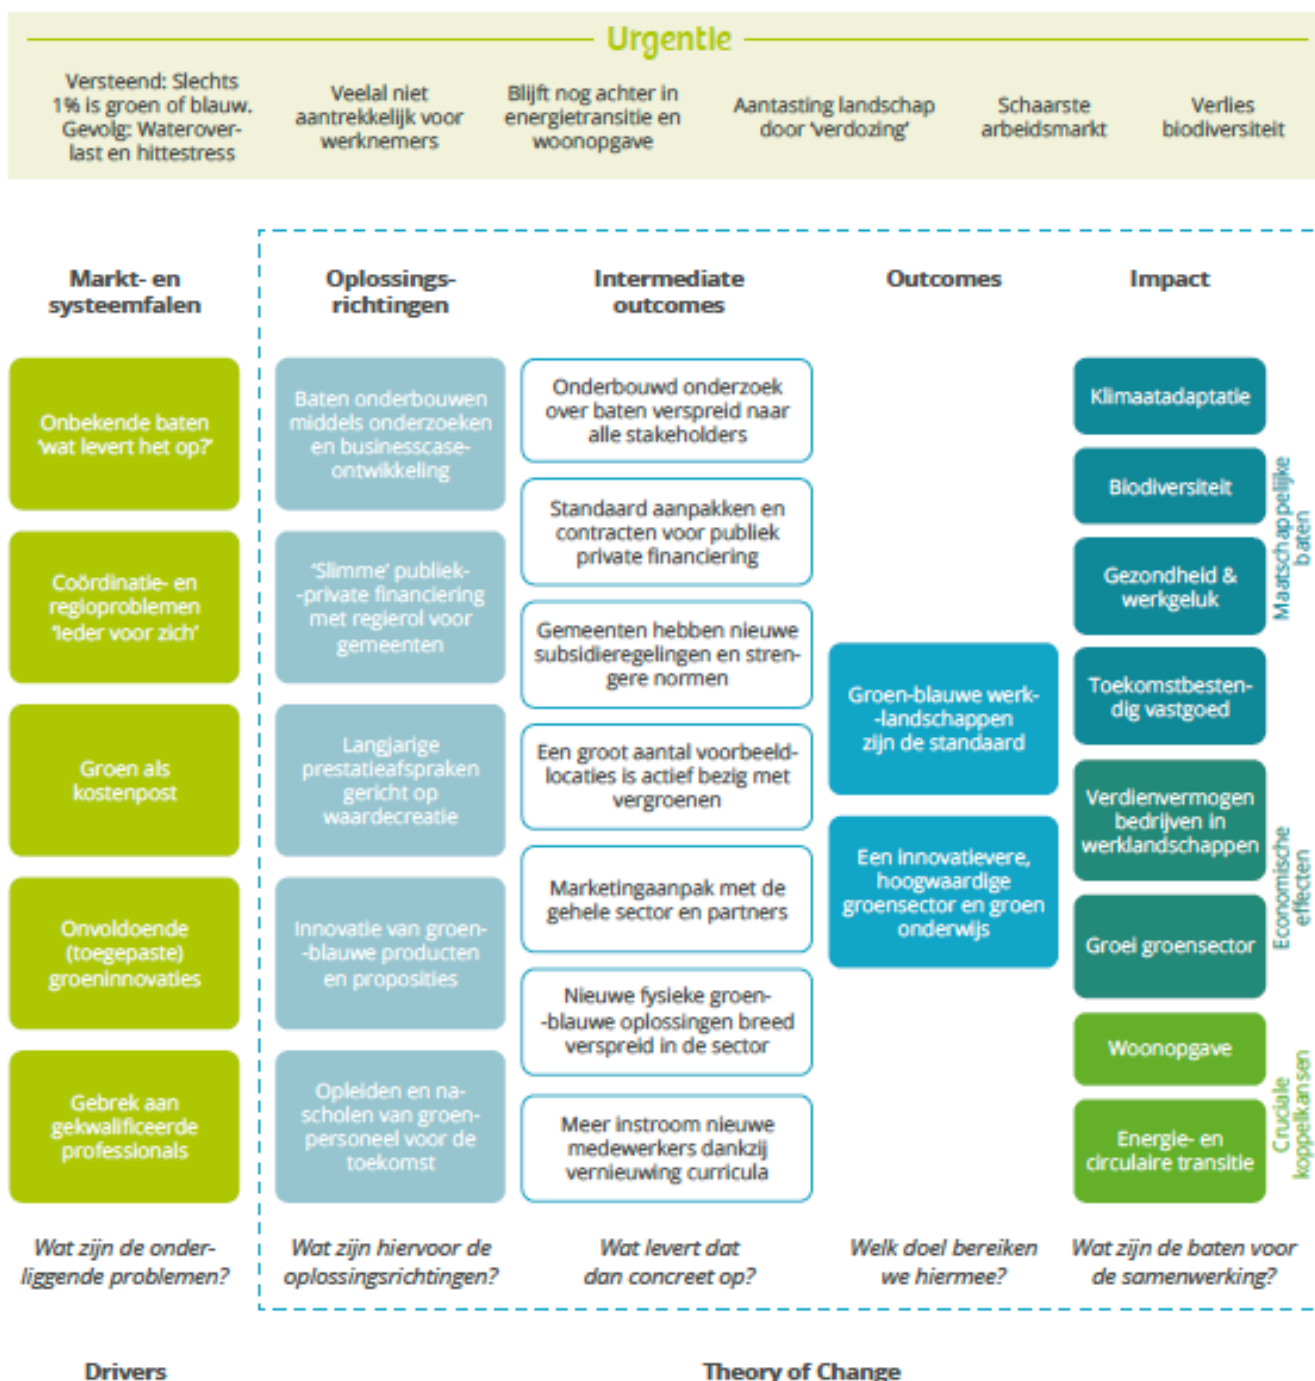 Urgentie
Versteend: Slechts
1% is groen of blauw.
Gevolg: Waterover-
last en hittestress
Veelal niet
aantrekkelijk voor
werknemers
Blijft nog achter in
energietransitie en
woonopgave
Aantasting landschap
door ‘verdozing’
Schaarste
arbeidsmarkt
Verlies
biodiversiteit
Markt- en
systeemfalen
Onbekende baten
‘wat levert het op?’
Coördinatie- en
regioproblemen
‘Ieder voor zich’
Groen als
kostenpost
Onvoldoende
(toegepaste)
groeninnovaties
Gebrek aan
gekwalificeerde
professionals
Wat zijn de onder-
liggende problemen?
Oplossings-
richtingen
Baten onderbouwen
middels onderzoeken
en businesscase-
ontwikkeling
‘Slimme’ publiek-
-private financiering
met regierol voor
gemeenten
Langjarige
prestatieafspraken
gericht op
waardecreatie
Innovatie van groen-
-blauwe producten
en proposities
Opleiden en na-
scholen van groen-
personeel voor de
toekomst
Wat zijn hiervoor de
oplossingsrichtingen?
Intermediate
outcomes
Onderbouwd onderzoek
over baten verspreid naar
alle stakeholders
Standaard aanpakken en
contracten voor publiek
private financiering
Gemeenten hebben nieuwe
subsidieregelingen en stren-
gere normen
Een groot aantal voorbeeld-
locaties is actief bezig met
vergroenen
Marketingaanpak met de
gehele sector en partners
Nieuwe fysieke groen-
-blauwe oplossingen breed
verspreid in de sector
Meer instroom nieuwe
medewerkers dankzij
vernieuwing curricula
Wat levert dat
dan concreet op?
Outcomes
Groen-blauwe werk-
-landschappen
zijn de standaard
Een innovatievere,
hoogwaardige
groensector en groen
onderwijs
Welk doel bereiken
we hiermee?
Impact
Klimaatadaptatie
Biodiversiteit
Gezondheid &
werkgeluk
Toekomstbesten-
dig vastgoed
Maatschappelijke
baten
Verdienvermogen
bedrijven in
werklandschappen
Groei groensector
Economische
effecten
Woonopgave
Energie- en
circulaire transitie
Cruciale
koppelkansen
Wat zijn de baten voor
de samenwerking?
Drivers
Theory of Change